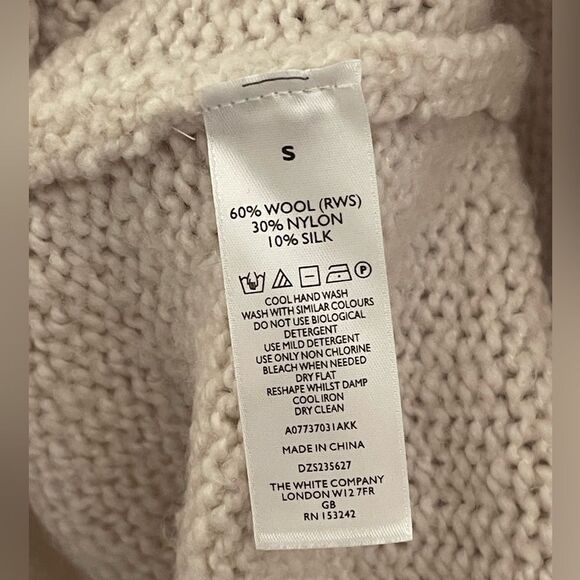 S
60% WOOL (RWS)
30% NYLON
10% SILK
P
COOL HAND WASH
WASH WITH SIMILAR COLOURS
DO NOT USE BIOLOGICAL
DETERGENT
USE MILD DETERGENT
USE ONLY NON CHLORINE
BLEACH WHEN NEEDED
DRY FLAT
RESHAPE WHILST DAMP
COOL IRON
DRY CLEAN
A07737031AKK
MADE IN CHINA
DZS235627
THE WHITE COMPANY
LONDON W12 7FR
GB
RN 153242